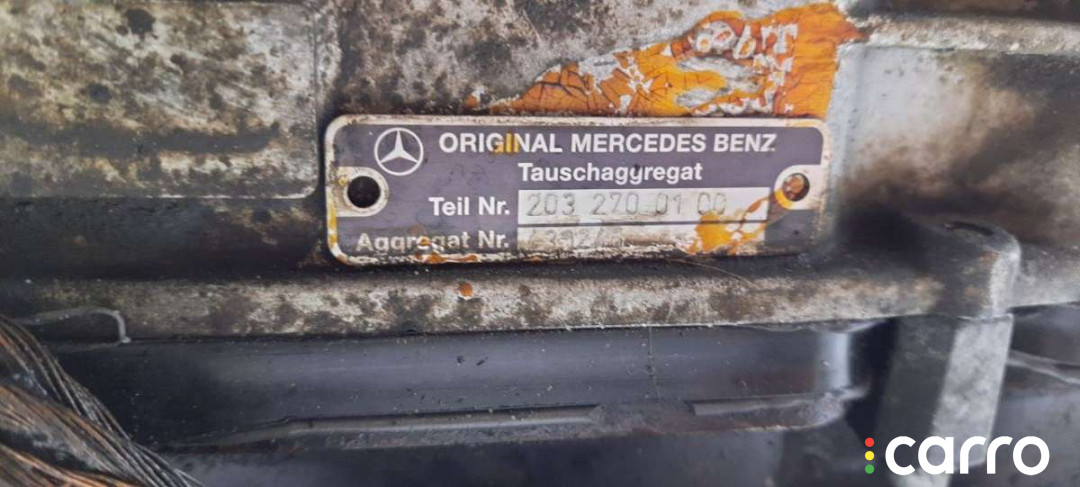 ORIGINAL MERCEDES BENZ
Tauschaggregat
Teil Nr. 203 270 01 00
Aggregat Nr.
carro